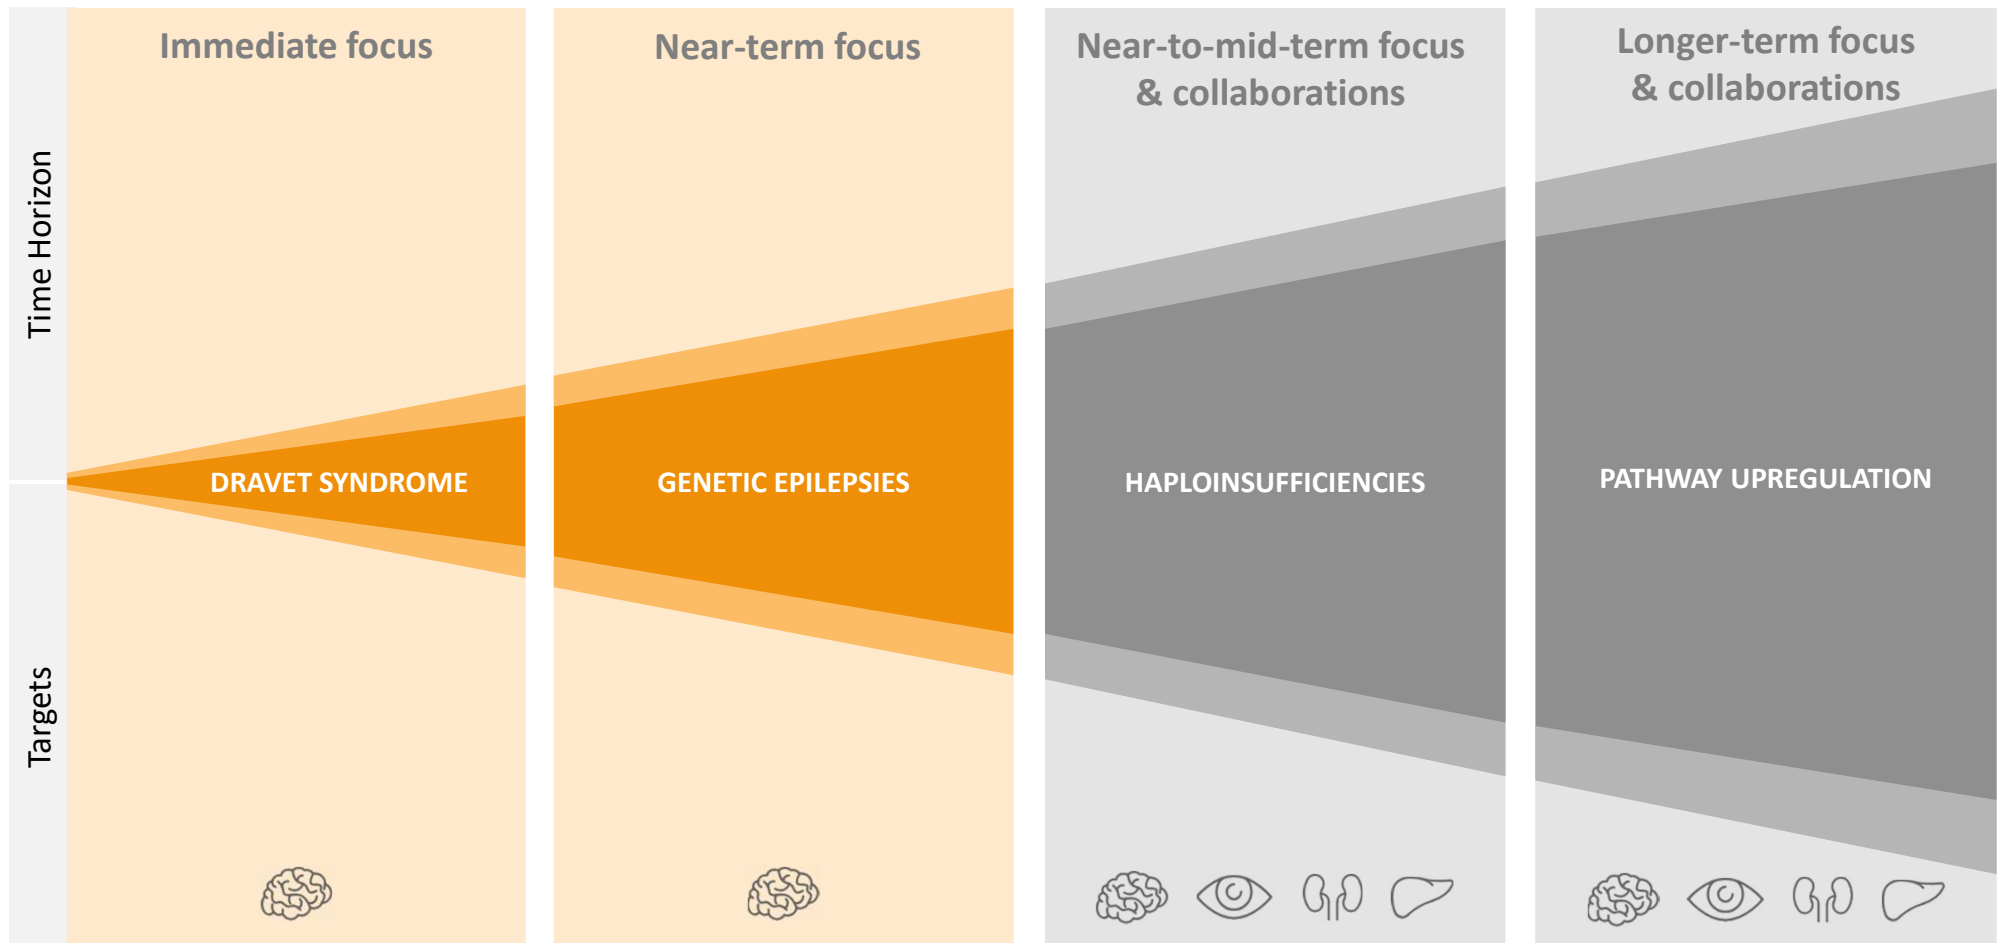 Time Horizon
Immediate focus
Near-term focus
Near-to-mid-term focus
& collaborations
Longer-term focus
& collaborations
Targets
DRAVET SYNDROME
GENETIC EPILEPSIES
HAPLOINSUFFICIENCIES
PATHWAY UPREGULATION